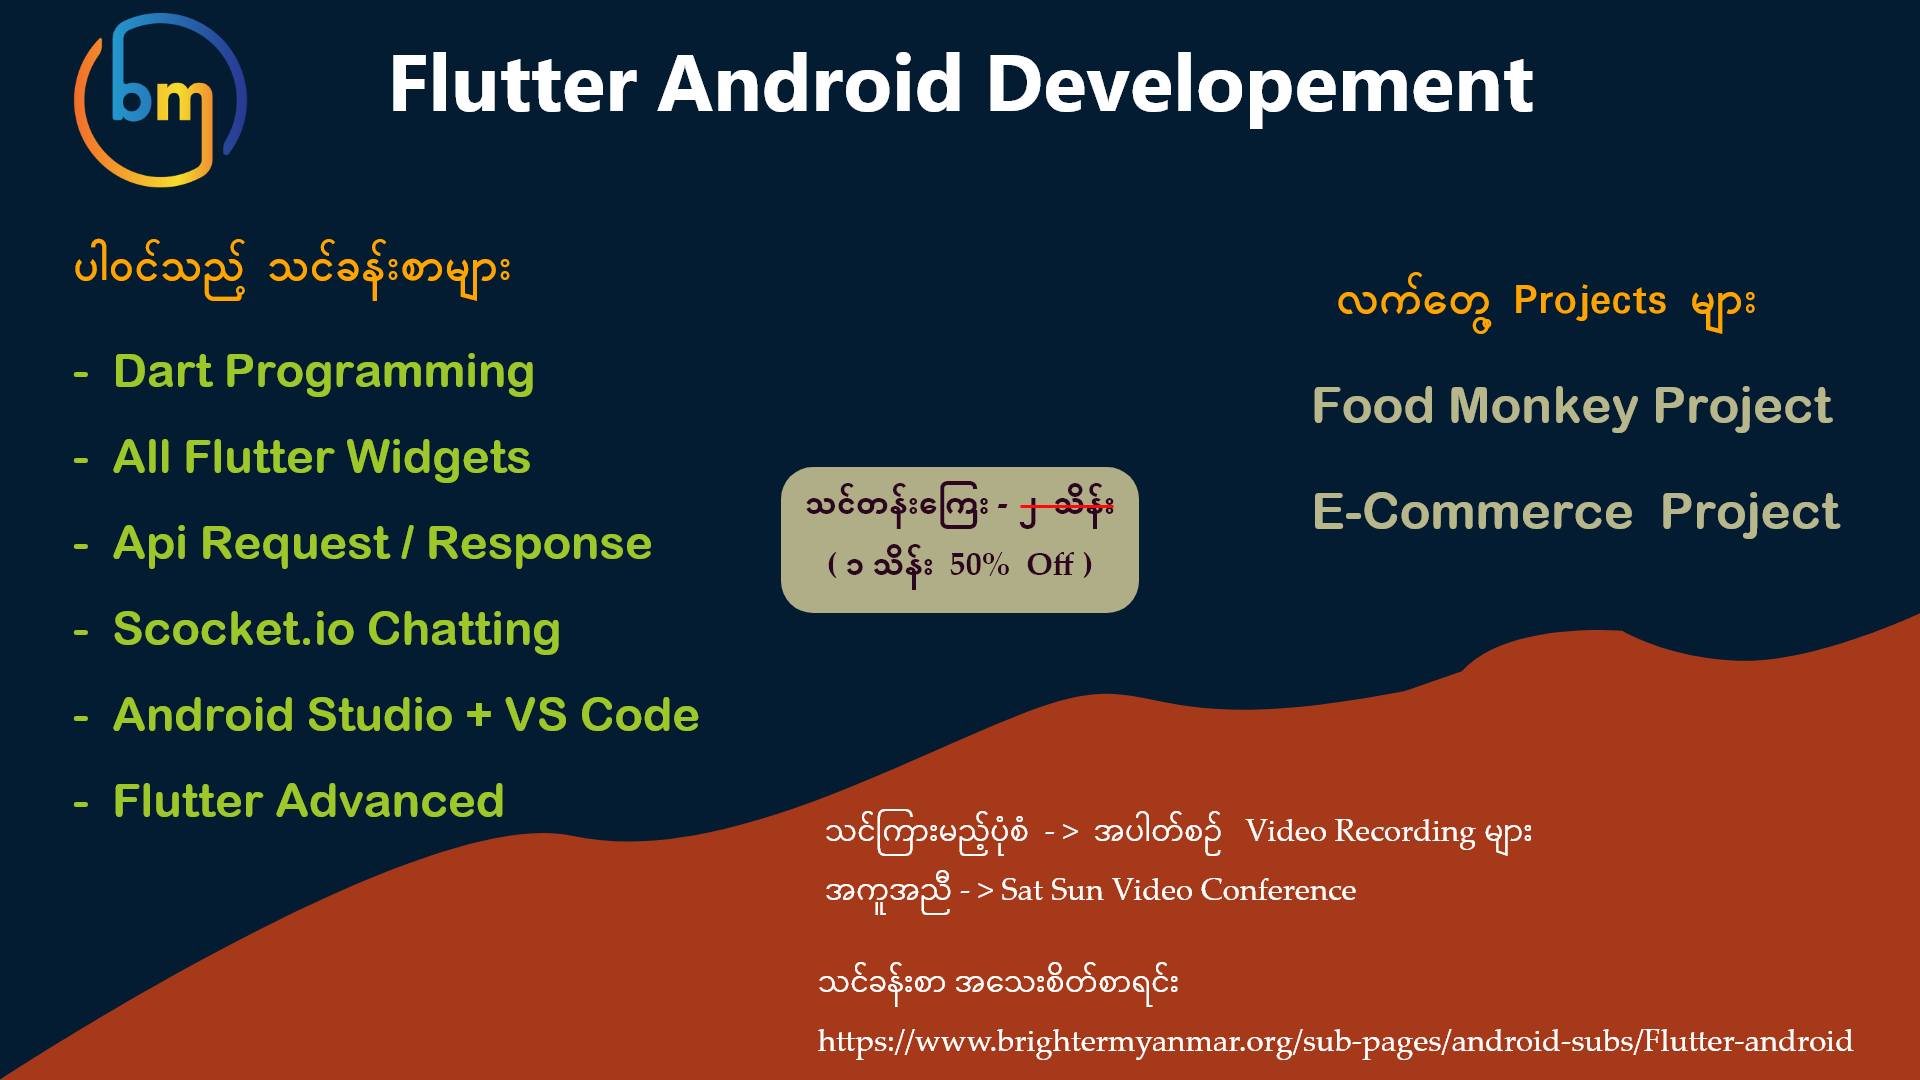 bm
Flutter Android Developement
ပါဝင်သည့် သင်ခန်းစာများ
- Dart Programming
- All Flutter Widgets
- Api Request / Response
- Scocket.io Chatting
- Android Studio + VS Code
- Flutter Advanced
လက်တွေ့ Projects များ
Food Monkey Project
E-Commerce Project
သင်တန်းကြေး - ၂ သိန်း
( ၁ သိန်း 50% Off )
သင်ကြားမည့်ပုံစံ - > အပါတ်စဉ် Video Recording များ
အကူအညီ - > Sat Sun Video Conference
သင်ခန်းစာ အသေးစိတ်စာရင်း
https://www.brightermyanmar.org/sub-pages/android-subs/Flutter-android